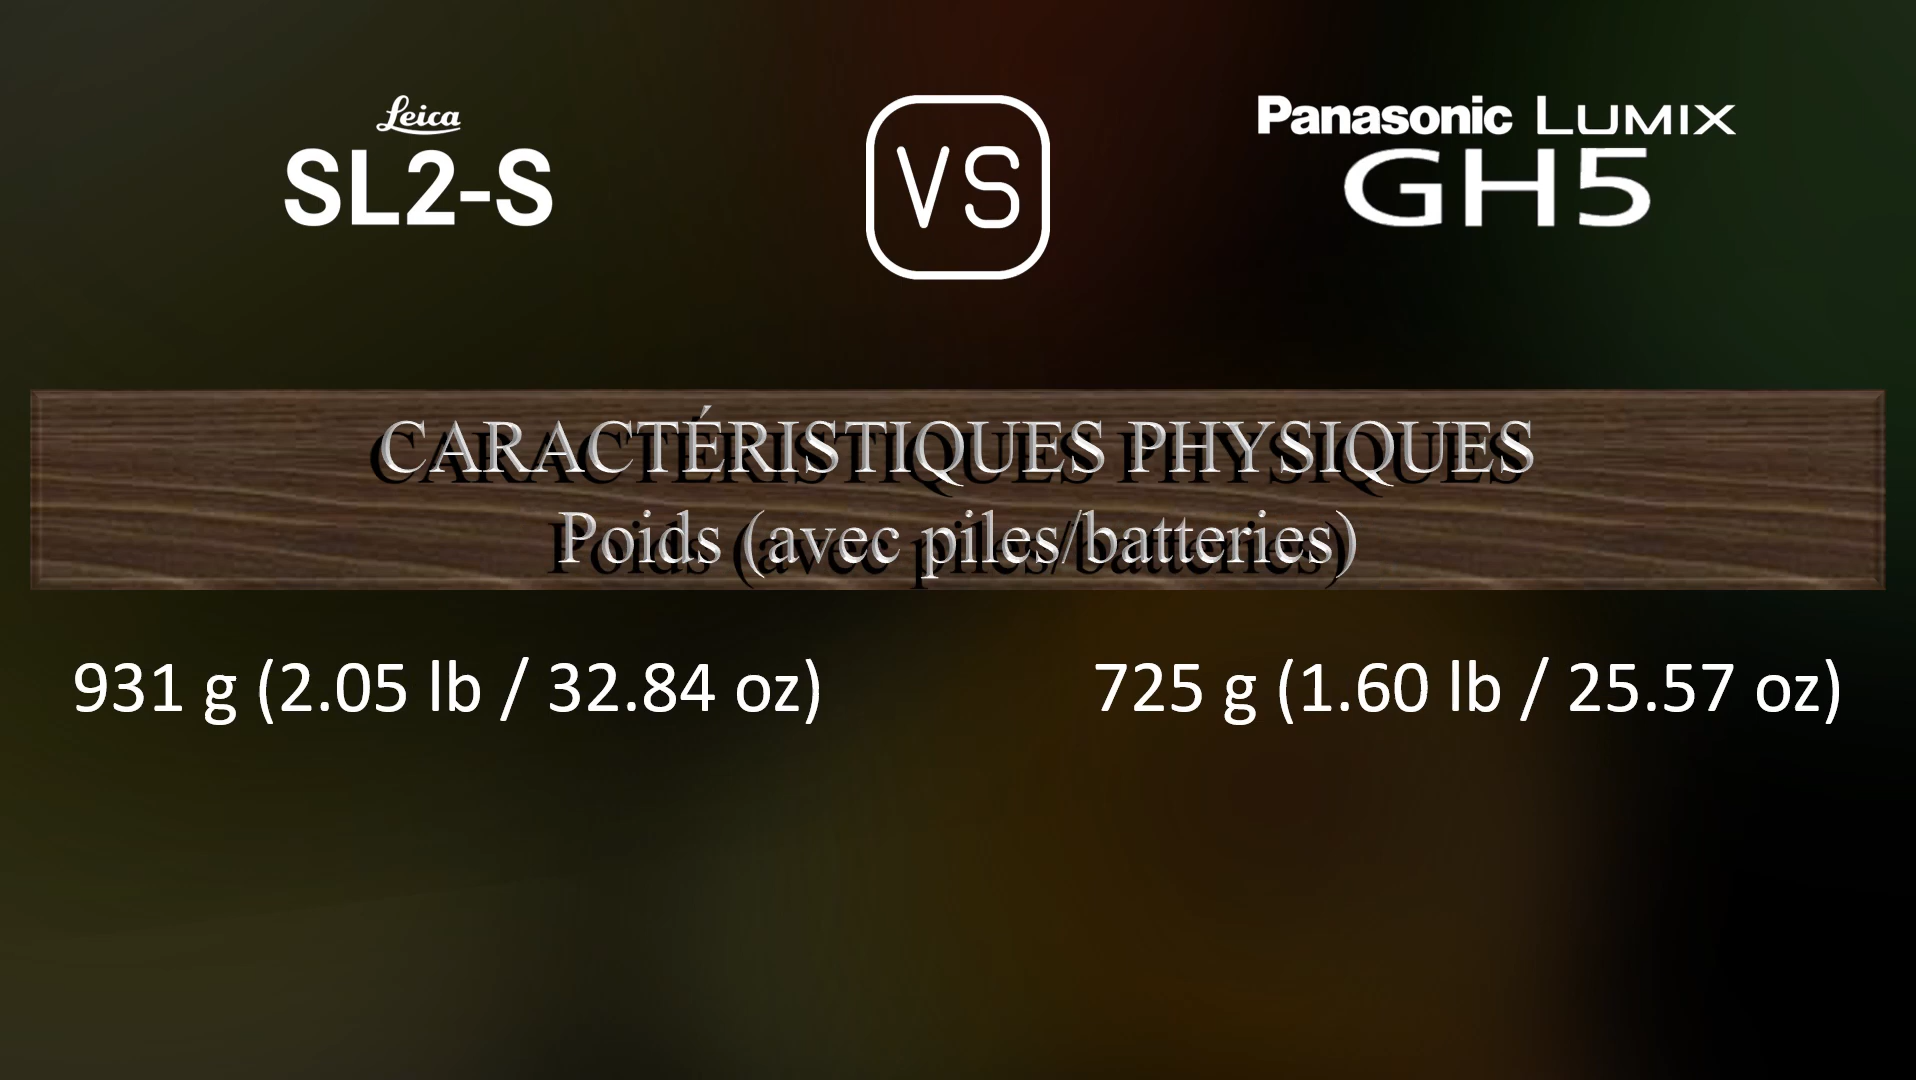 Leica
SL2-S
VS
Panasonic LUMIX
GH5
CARACTÉRISTIQUES PHYSIQUES
Poids (avec piles/batteries)
931 g (2.05 lb / 32.84 oz)
725 g (1.60 lb / 25.57 oz)